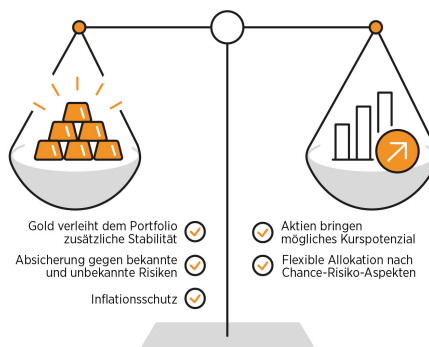 Gold verleiht dem Portfolio
zusätzliche Stabilität
Absicherung gegen bekannte
und unbekannte Risiken
Inflationsschutz
Aktien bringen
mögliches Kurspotenzial
Flexible Allokation nach
Chance-Risiko-Aspekten